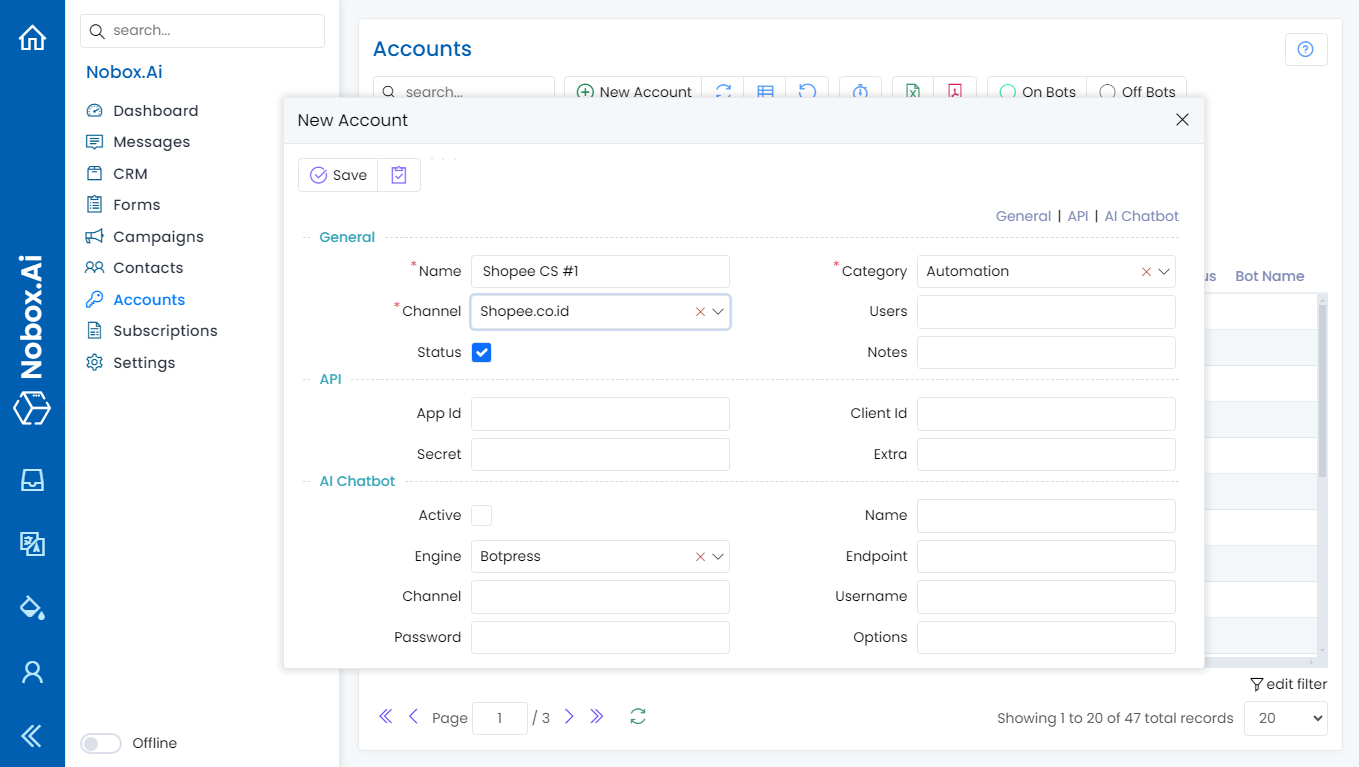 search...
Nobox.Ai
Dashboard
Messages
CRM
Forms
Campaigns
Contacts
Accounts
Subscriptions
Settings
Offline
Nobox.Ai
Accounts
search...
New Account
On Bots
Off Bots
New Account
Save
General | API | AI Chatbot
General
* Name Shopee CS #1
* Category Automation
* Channel Shopee.co.id
Users
Status
Notes
API
App Id
Client Id
Secret
Extra
AI Chatbot
Active
Name
Engine Botpress
Endpoint
Channel
Username
Password
Options
Bot Name
edit filter
Page 1 / 3
Showing 1 to 20 of 47 total records 20